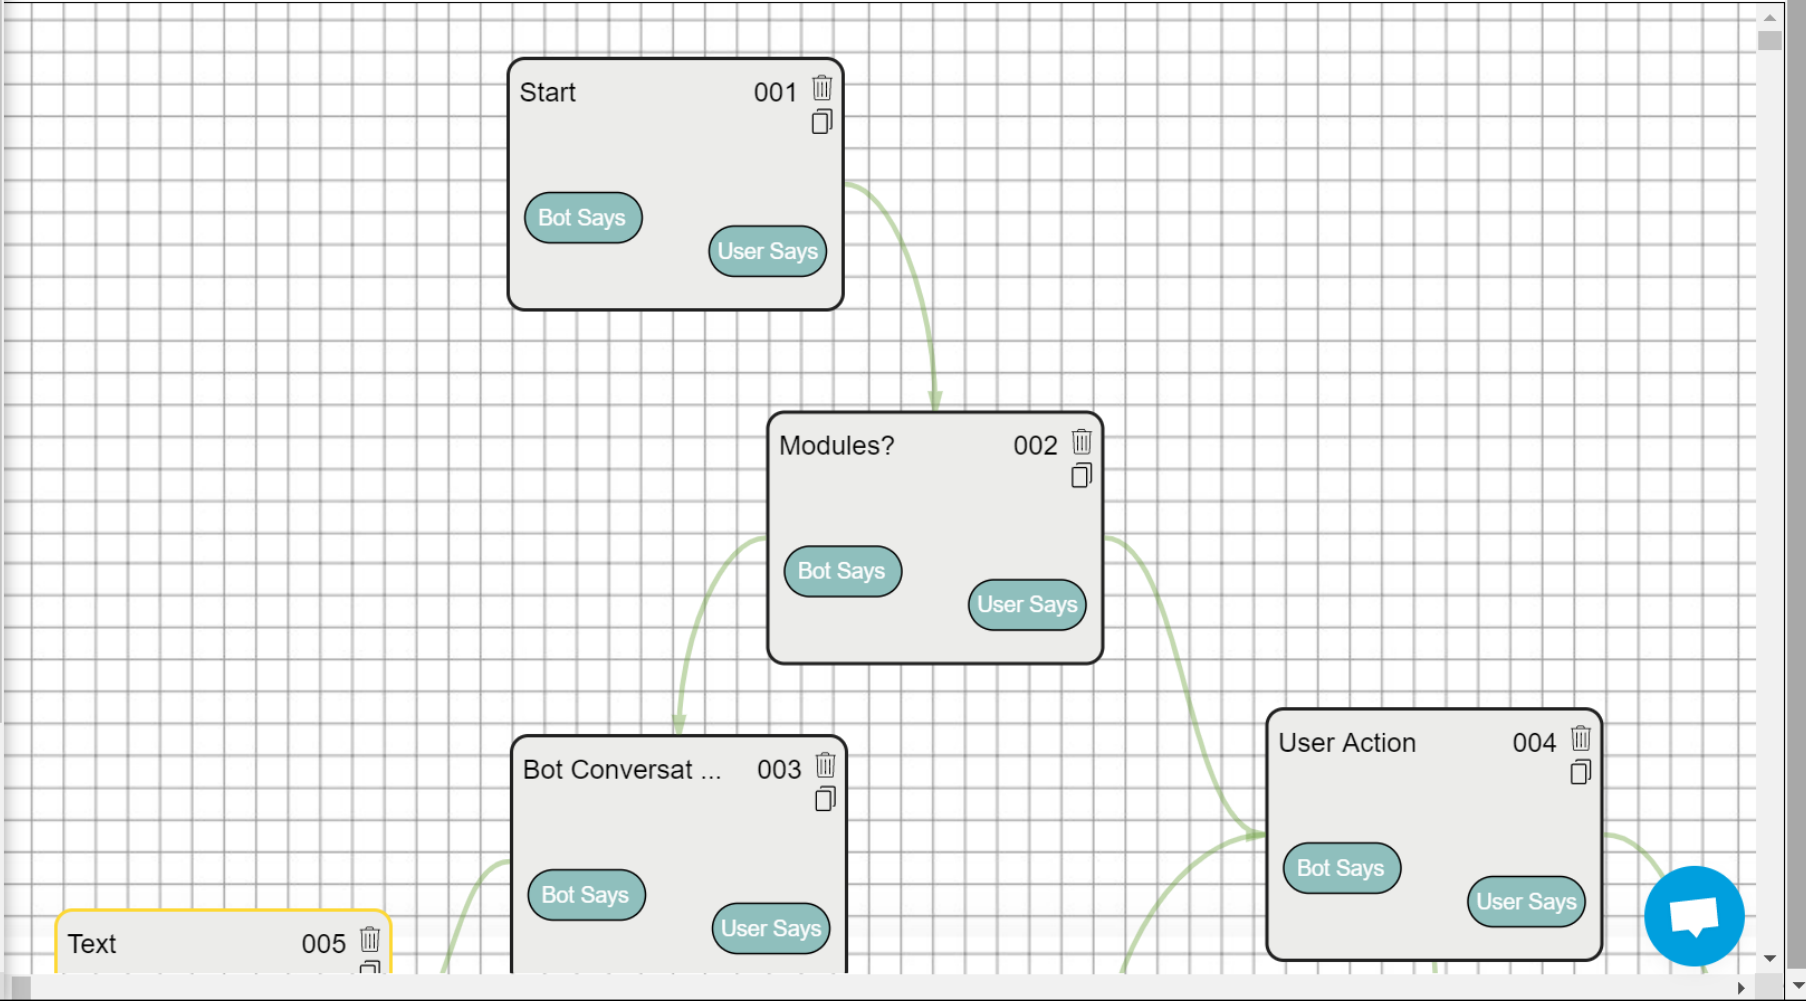 Start 001
Bot Says
User Says
Modules? 002
Bot Says
User Says
User Action 004
Bot Conversat ... 003
Bot Says
User Says
Bot Says
User Says
Text 005